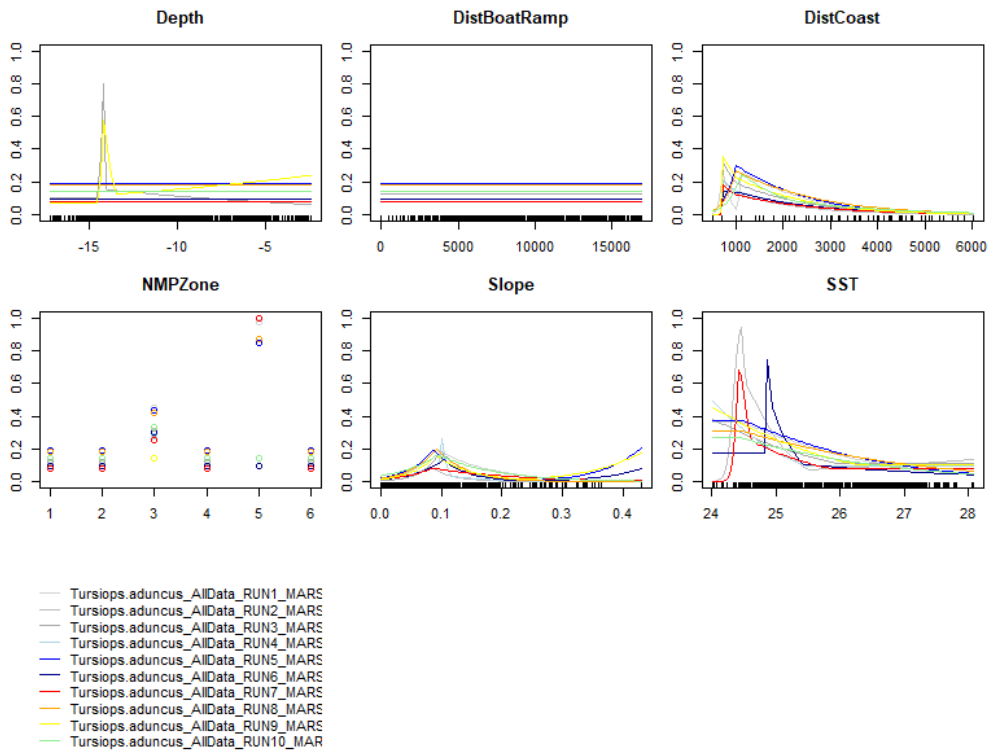 Depth DistBoatRamp DistCoast
0.0 0.2 0.4 0.6 0.8 1.0 0.0 0.2 0.4 0.6 0.8 1.0 0.0 0.2 0.4 0.6 0.8 1.0
-15 -10 -5 0 5000 10000 15000 1000 2000 3000 4000 5000 6000
NMPZone Slope SST
0.0 0.2 0.4 0.6 0.8 1.0 0.0 0.2 0.4 0.6 0.8 1.0 0.0 0.2 0.4 0.6 0.8 1.0
1 2 3 4 5 6 0.0 0.1 0.2 0.3 0.4 24 25 26 27 28
Tursiops.aduncus_AllData_RUN1_MARS
Tursiops.aduncus_AllData_RUN2_MARS
Tursiops.aduncus_AllData_RUN3_MARS
Tursiops.aduncus_AllData_RUN4_MARS
Tursiops.aduncus_AllData_RUN5_MARS
Tursiops.aduncus_AllData_RUN6_MARS
Tursiops.aduncus_AllData_RUN7_MARS
Tursiops.aduncus_AllData_RUN8_MARS
Tursiops.aduncus_AllData_RUN9_MARS
Tursiops.aduncus_AllData_RUN10_MAR